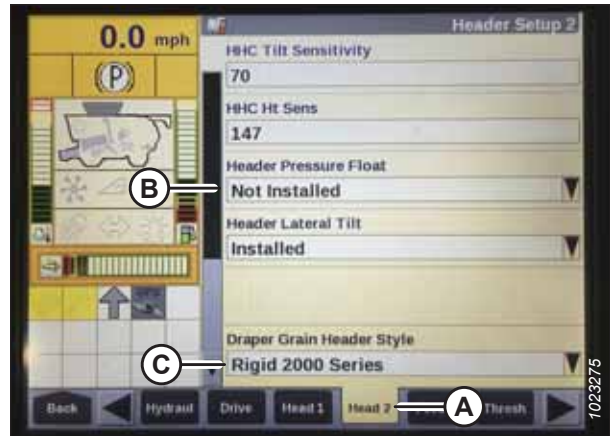 0.0 mph
Header Setup 2
(P)
HHC Tilt Sensitivity
70
HHC Ht Sens
147
Header Pressure Float
B
Not Installed
Header Lateral Tilt
Installed
Draper Grain Header Style
C
Rigid 2000 Series
Back
Hydraul
Drive
Head 1
Head 2
A
Thresh
1023275